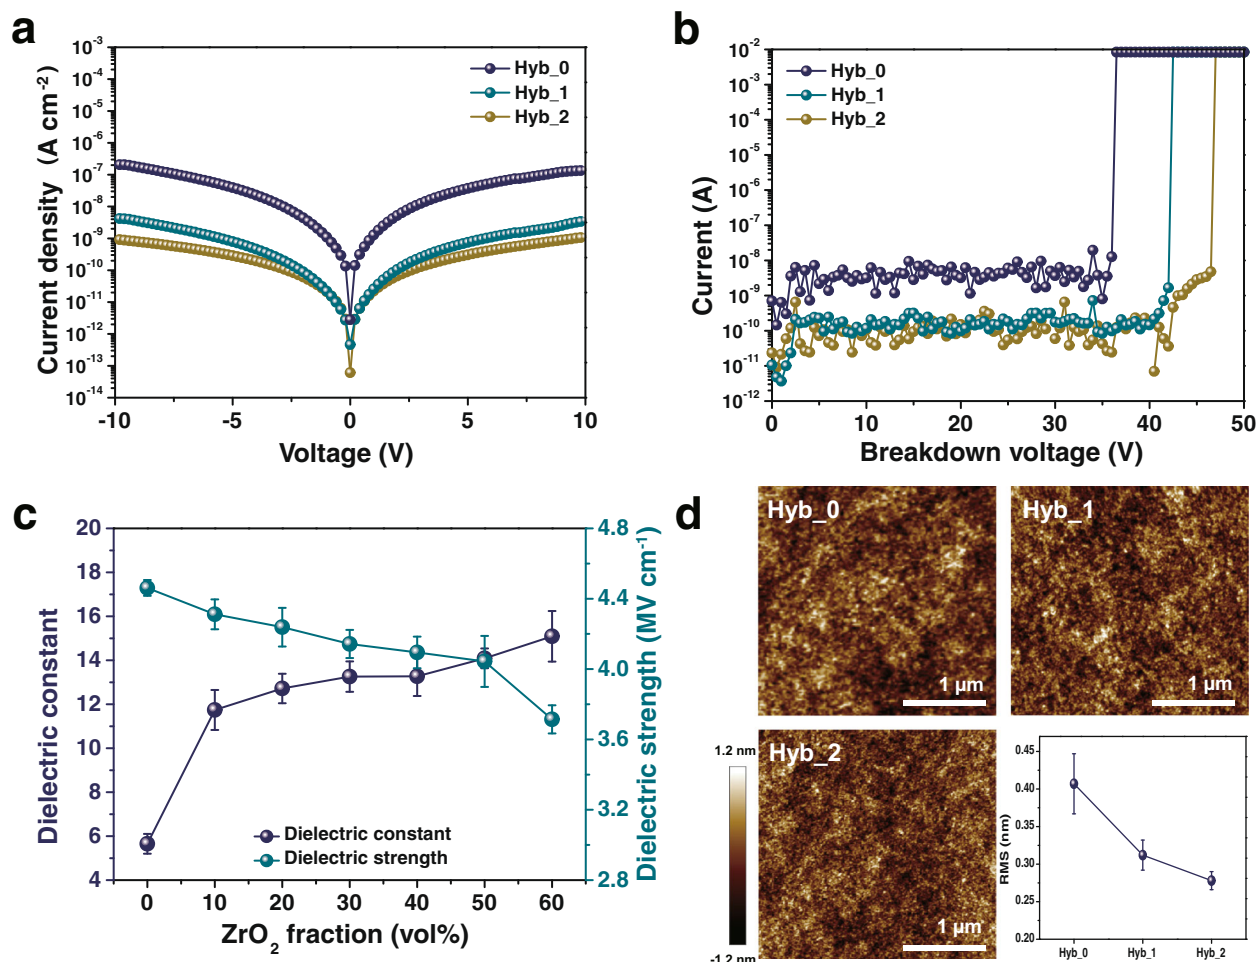 a
10⁻³
10⁻⁴
10⁻⁵
10⁻⁶
10⁻⁷
10⁻⁸
10⁻⁹
10⁻¹⁰
10⁻¹¹
10⁻¹²
10⁻¹³
10⁻¹⁴
Current density (A cm⁻²)
Hyb_0
Hyb_1
Hyb_2
-10 -5 0 5 10
Voltage (V)
b
10⁻²
10⁻³
10⁻⁴
10⁻⁵
10⁻⁶
10⁻⁷
10⁻⁸
10⁻⁹
10⁻¹⁰
10⁻¹¹
10⁻¹²
Current (A)
Hyb_0
Hyb_1
Hyb_2
0 10 20 30 40 50
Breakdown voltage (V)
c
20
18
16
14
12
10
8
6
4
Dielectric constant
4.8
4.4
4.0
3.6
3.2
2.8
Dielectric strength (MV cm⁻¹)
Dielectric constant
Dielectric strength
0 10 20 30 40 50 60
ZrO₂ fraction (vol%)
d
Hyb_0
1 μm
Hyb_1
1 μm
1.2 nm
-1.2 nm
Hyb_2
1 μm
0.45
0.40
0.35
0.30
0.25
0.20
RMS (nm)
Hyb_0 Hyb_1 Hyb_2